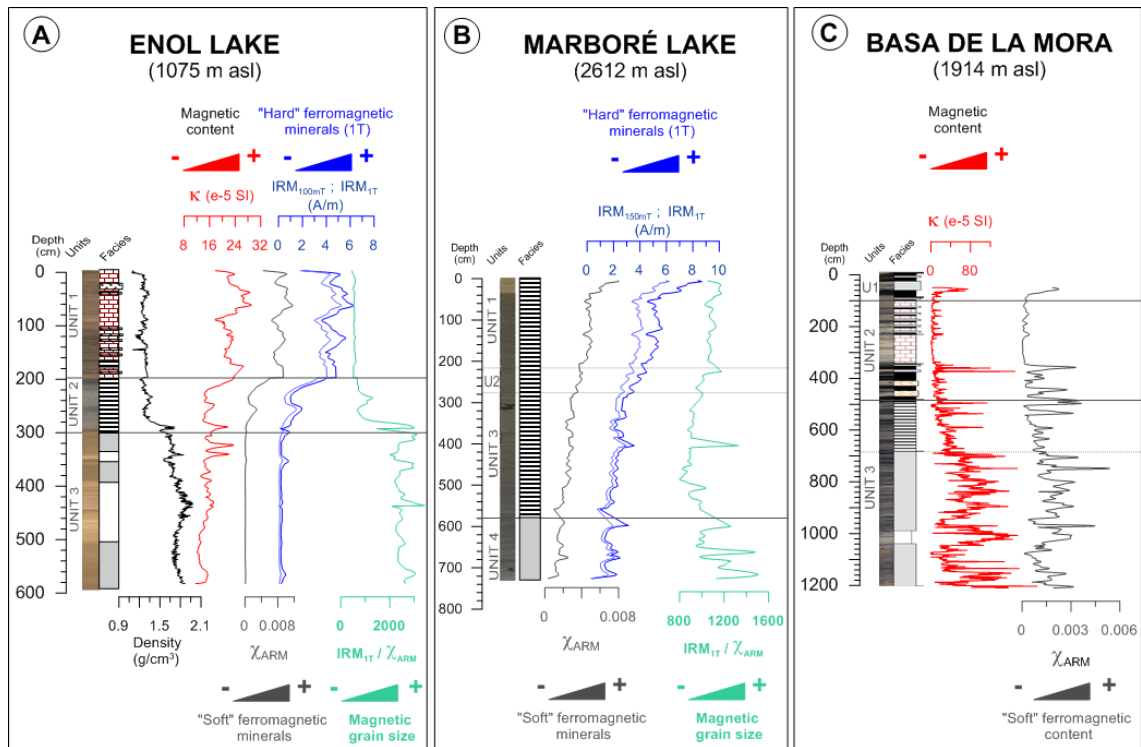 A
ENOL LAKE
(1075 m asl)
Magnetic
content
- +
κ (e-5 SI)
8 16 24 32
"Hard" ferromagnetic
minerals (1T)
- +
IRM100mT ; IRM1T
(A/m)
0 2 4 6 8
Depth
(cm)
Units
Facies
0
100
200
300
400
500
600
UNIT 1
UNIT 2
UNIT 3
0.9 1.5 2.1
Density
(g/cm³)
0 0.008
χARM
- +
"Soft" ferromagnetic
minerals
0 2000
IRM1T / χARM
- +
Magnetic
grain size
B
MARBORÉ LAKE
(2612 m asl)
"Hard" ferromagnetic
minerals (1T)
- +
IRM150mT ; IRM1T
(A/m)
0 2 4 6 8 10
Depth
(cm)
Units
Facies
0
100
200
300
400
500
600
700
800
UNIT 1
U2
UNIT 3
UNIT 4
0 0.008
χARM
- +
"Soft" ferromagnetic
minerals
800 1200 1600
IRM1T / χARM
- +
Magnetic
grain size
C
BASA DE LA MORA
(1914 m asl)
Magnetic
content
- +
κ (e-5 SI)
0 80
Depth
(cm)
Units
Facies
0
200
400
600
800
1000
1200
U1
UNIT 2
UNIT 3
0 0.003 0.006
χARM
- +
"Soft" ferromagnetic
content